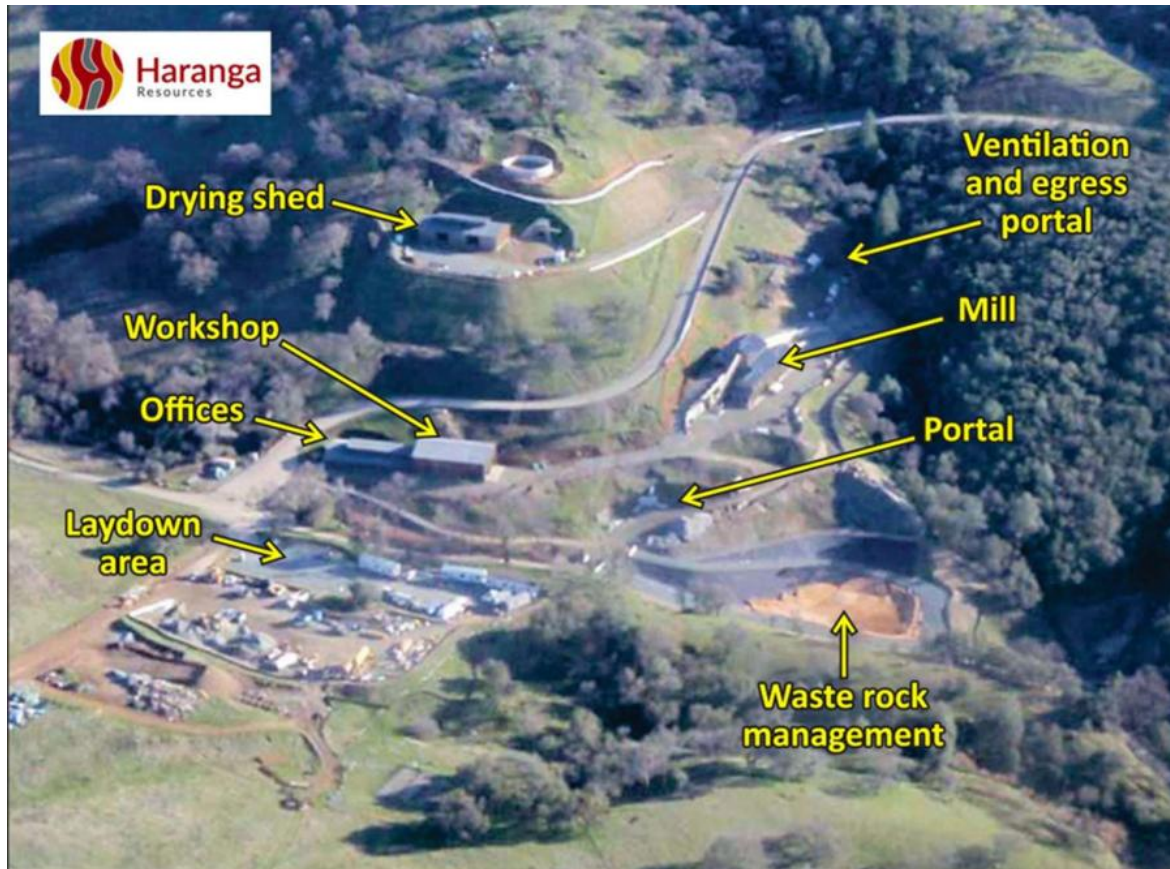 Haranga
Resources
Ventilation
and egress
portal
Drying shed
Mill
Workshop
Offices
Portal
Laydown
area
Waste rock
management